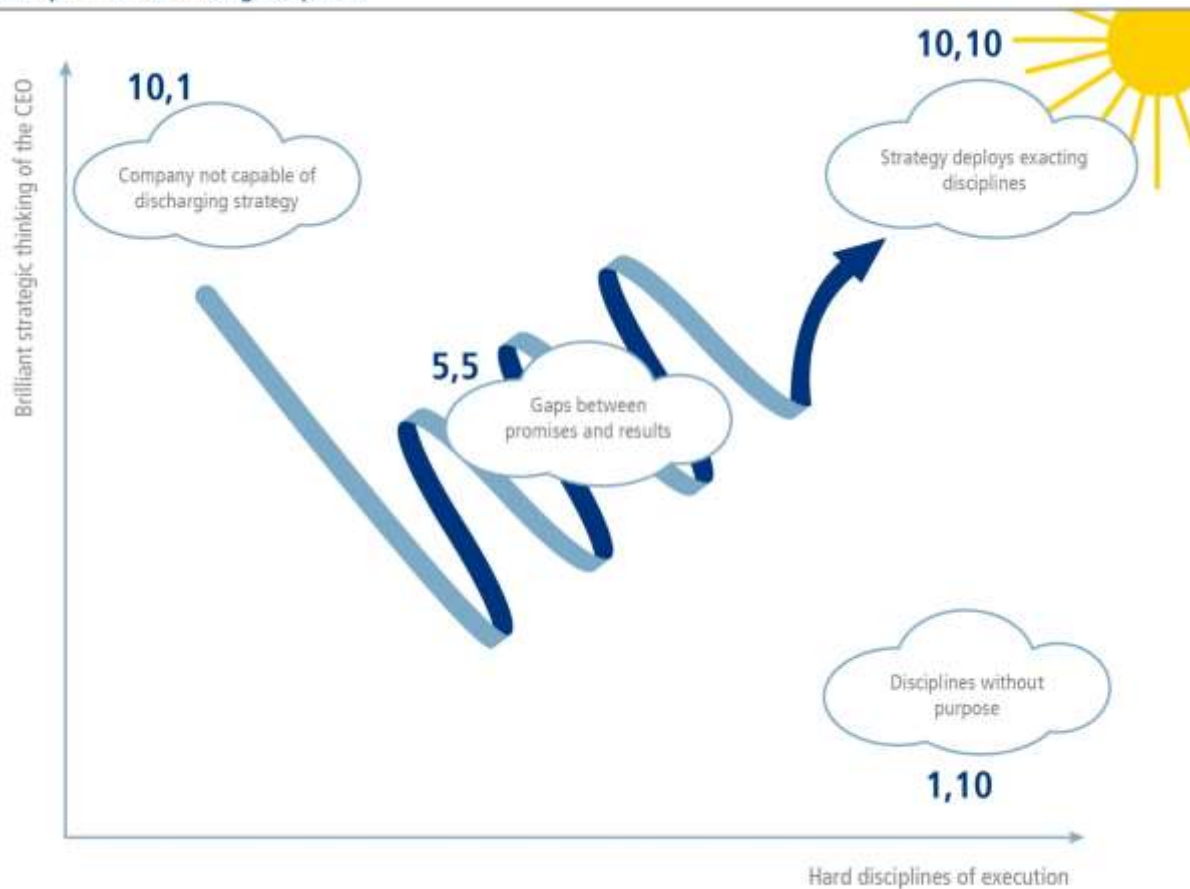 10,10
10,1
Brilliant strategic thinking of the CEO
Company not capable of
discharging strategy
Strategy deploys exacting
disciplines
5,5
Gaps between
promises and results
Disciplines without
purpose
1,10
Hard disciplines of execution